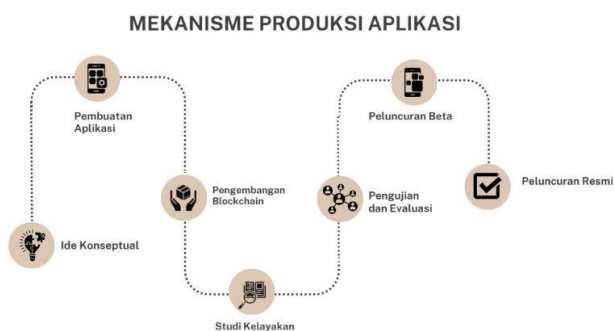 MEKANISME PRODUKSI APLIKASI
Ide Konseptual
Pembuatan
Aplikasi
Pengembangan
Blockchain
Studi Kelayakan
Pengujian
dan Evaluasi
Peluncuran Beta
Peluncuran Resmi